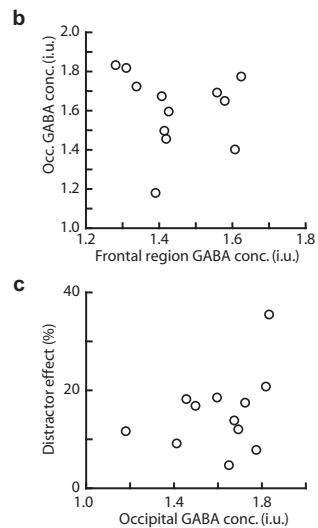 b
2.0
1.8
1.6
1.4
1.2
1.0
Occ. GABA conc. (i.u.)
1.2 1.4 1.6 1.8
Frontal region GABA conc. (i.u.)
c
40
20
0
Distractor effect (%)
1.0 1.4 1.8
Occipital GABA conc. (i.u.)